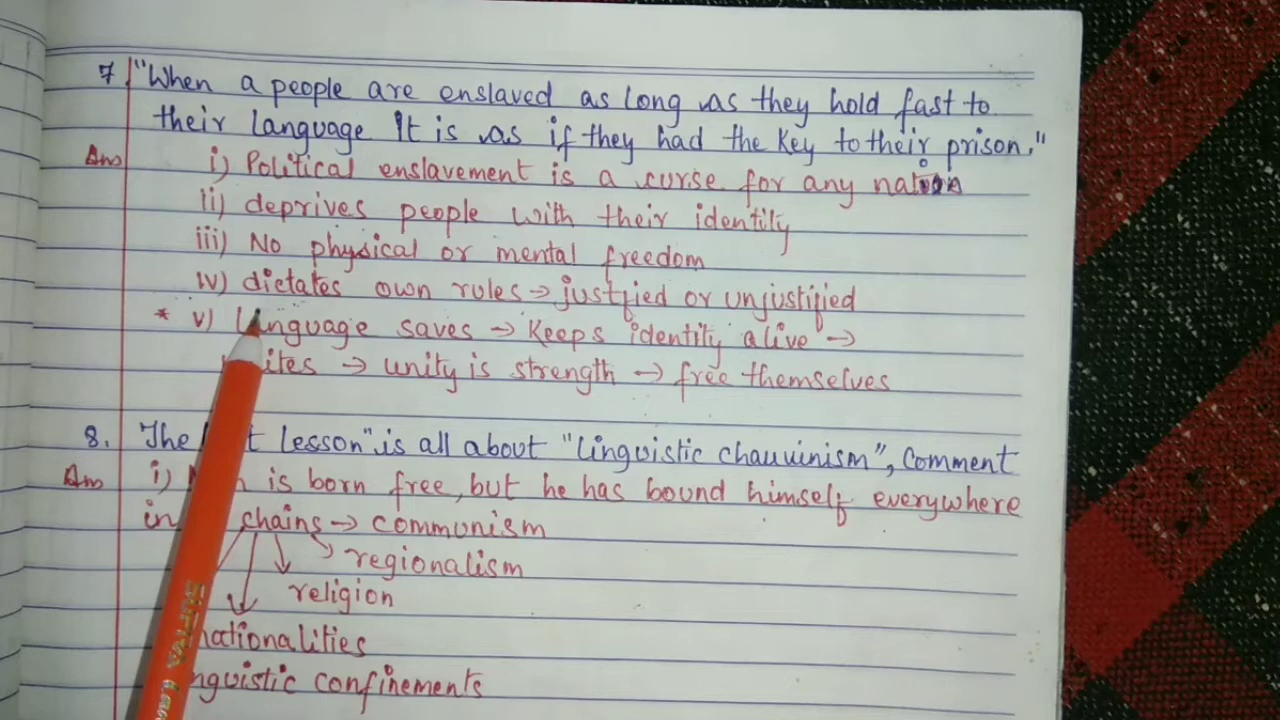 7 "When a people are enslaved as long as they hold fast to
their language It is as if they had the key to their prison."
Ans i) Political enslavement is a curse for any nation
ii) deprives people with their identity
iii) No physical or mental freedom
iv) dictates own rules → justfied or unjustified
* v) Language saves → Keeps identity alive →
→ unity is strength → free themselves
8. The lesson" is all about "linguistic chauvinism", comment
Ans i) is born free, but he has bound himself everywhere
in chains → communism
regionalism
religion
nationalities
confinements